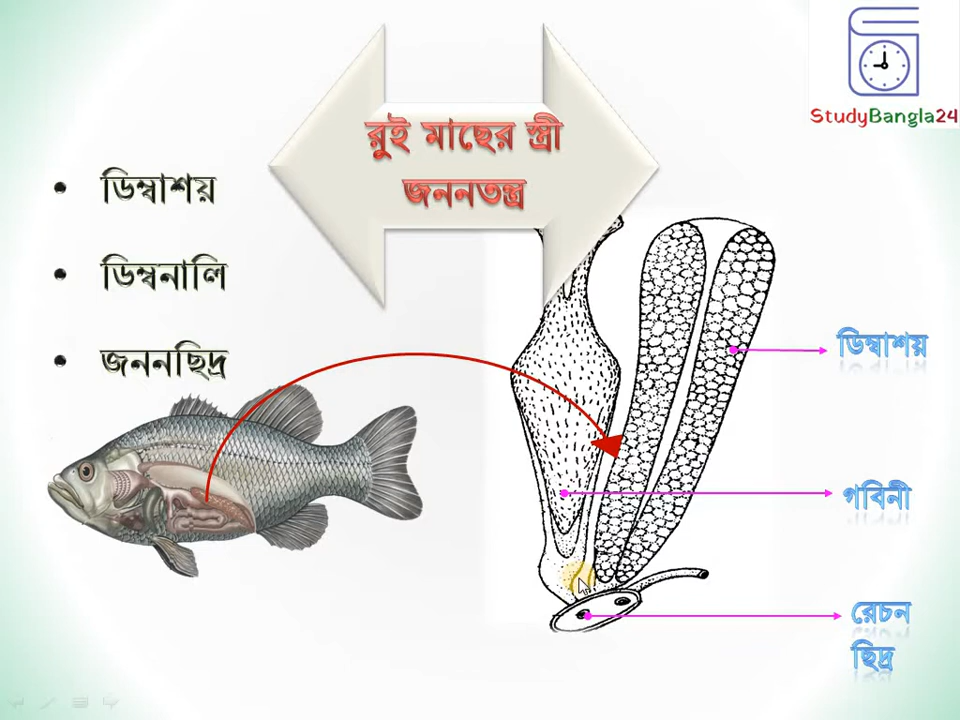 StudyBangla24
রুই মাছের স্ত্রী
জননতন্ত্র
• ডিম্বাশয়
• ডিম্বনালি
• জননছিদ্র
ডিম্বাশয়
গবিনী
রেচন
ছিদ্র